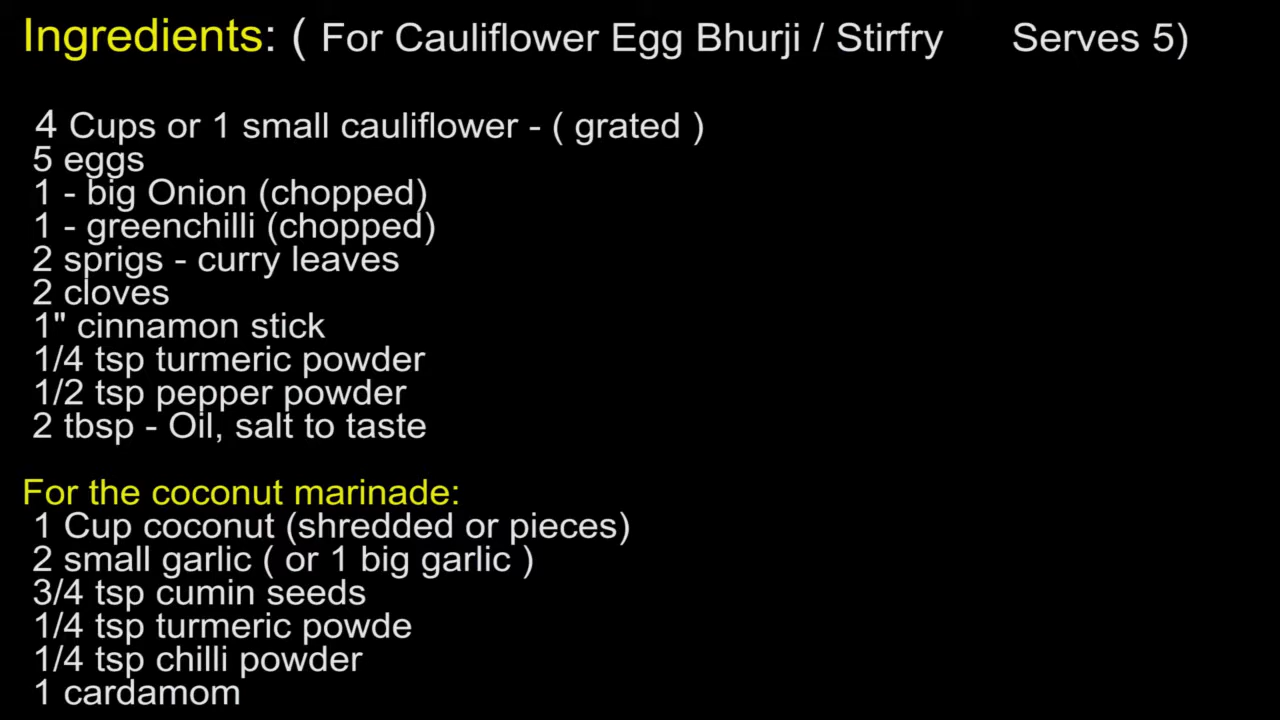 Ingredients: ( For Cauliflower Egg Bhurji / Stirfry Serves 5)
4 Cups or 1 small cauliflower - ( grated )
5 eggs
1 - big Onion (chopped)
1 - greenchilli (chopped)
2 sprigs - curry leaves
2 cloves
1" cinnamon stick
1/4 tsp turmeric powder
1/2 tsp pepper powder
2 tbsp - Oil, salt to taste
For the coconut marinade:
1 Cup coconut (shredded or pieces)
2 small garlic ( or 1 big garlic )
3/4 tsp cumin seeds
1/4 tsp turmeric powde
1/4 tsp chilli powder
1 cardamom